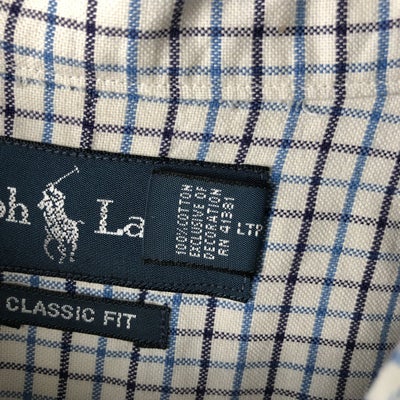 ph La
100% COTTON
EXCLUSIVE OF
DECORATION
RN 41381
LTP
CLASSIC FIT